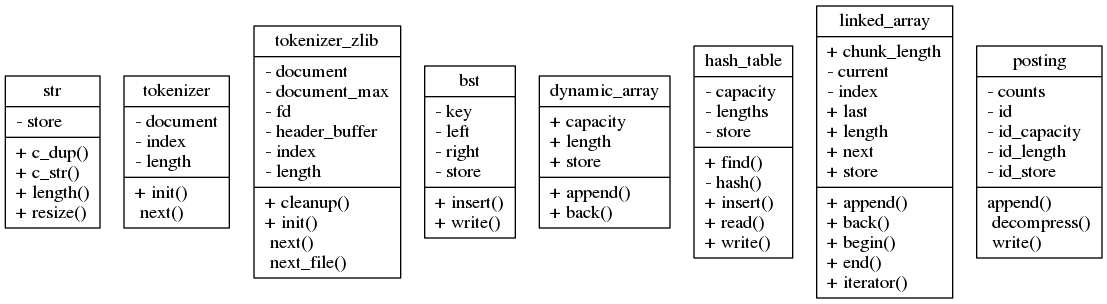 str
- store
+ c_dup()
+ c_str()
+ length()
+ resize()
tokenizer
- document
- index
- length
+ init()
next()
tokenizer_zlib
- document
- document_max
- fd
- header_buffer
- index
- length
+ cleanup()
+ init()
next()
next_file()
bst
- key
- left
- right
- store
+ insert()
+ write()
dynamic_array
+ capacity
+ length
+ store
+ append()
+ back()
hash_table
- capacity
- lengths
- store
+ find()
- hash()
+ insert()
+ read()
+ write()
linked_array
+ chunk_length
- current
- index
+ last
+ length
+ next
+ store
+ append()
+ back()
+ begin()
+ end()
+ iterator()
posting
- counts
- id
- id_capacity
- id_length
- id_store
append()
decompress()
write()